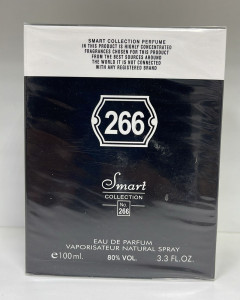 SMART COLLECTION PERFUME
IN THIS PRODUCT IS HIGHLY CONCENTRATED
FRAGRANCES CHOSEN FOR THIS PRODUCT
FROM THE BEST SOURCES AROUND
THE WORLD IT IS NOT CONNECTED
WITH ANY REGISTERED BRAND
266
Smart
COLLECTION
No.
266
EAU DE PARFUM
VAPORISATEUR NATURAL SPRAY
℮100ml. 80% VOL. 3.3 FL.OZ.